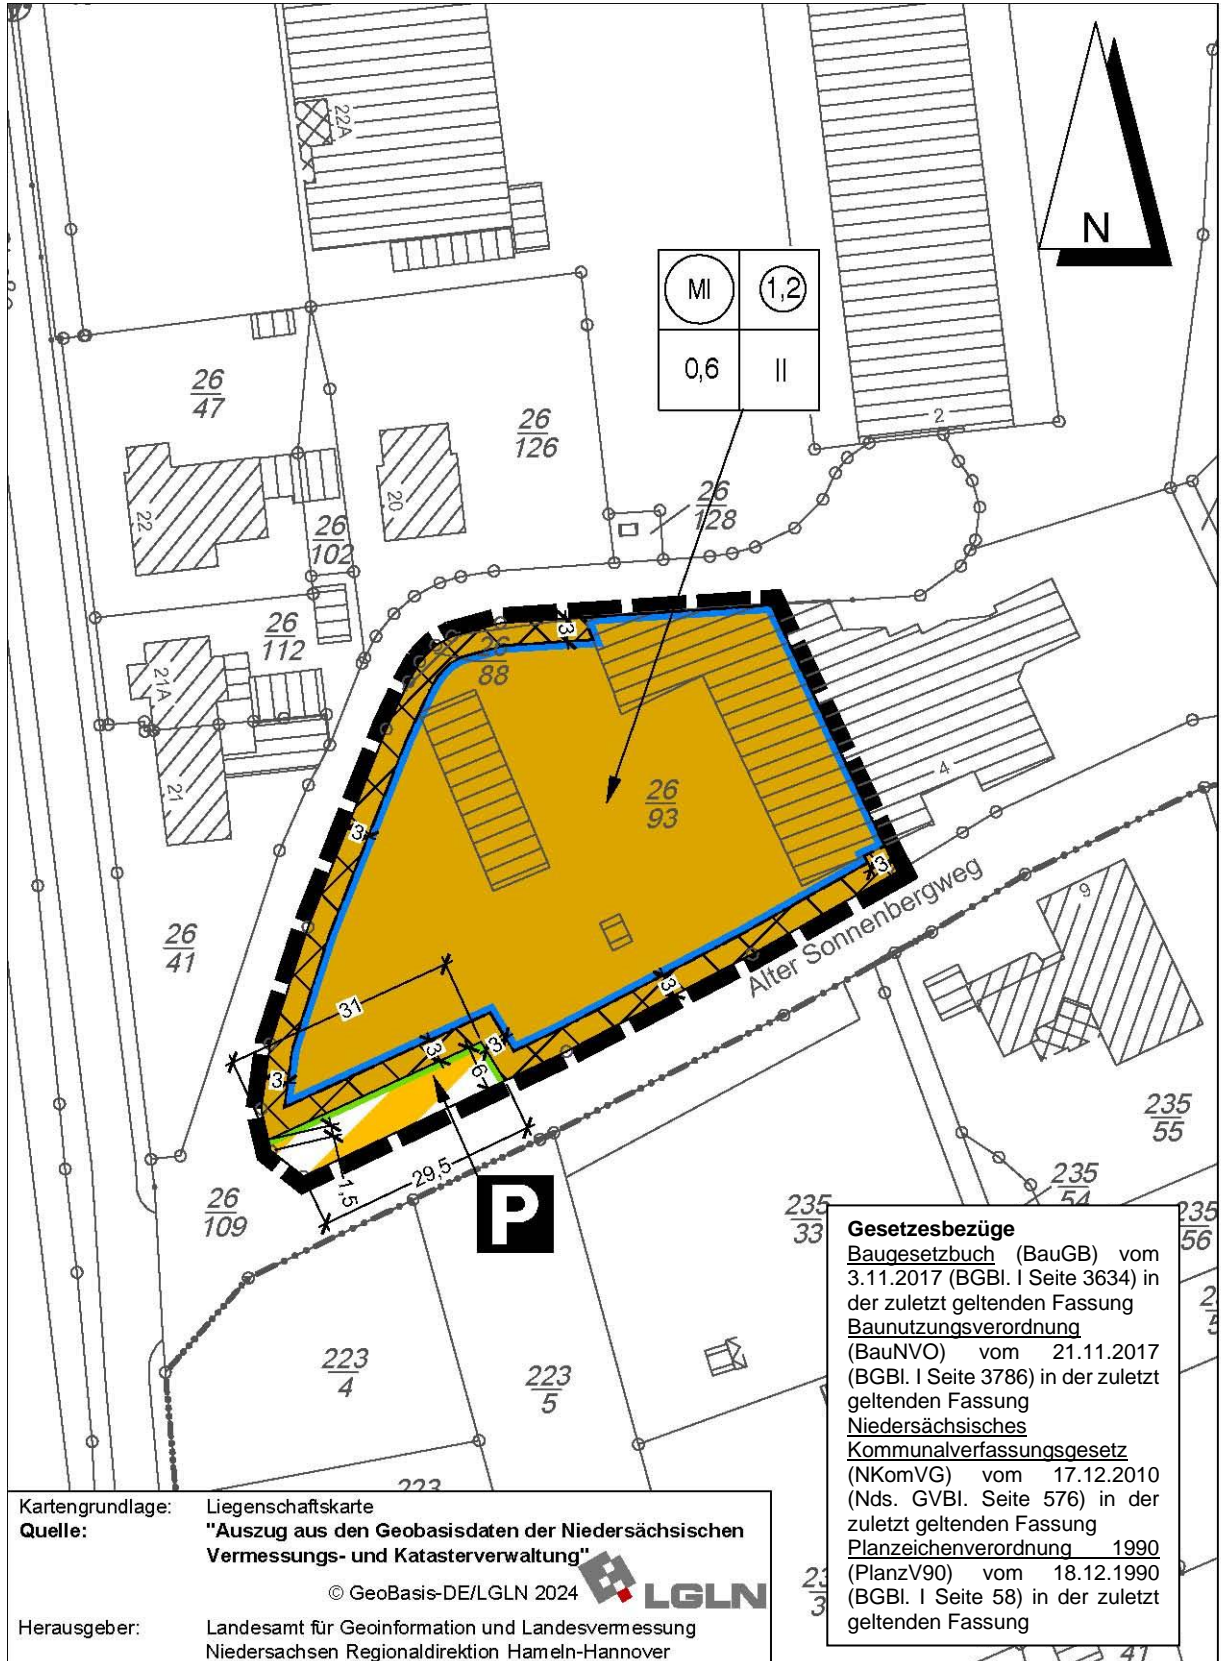 22A
N
MI
1,2
0,6
II
26
47
26
126
2
20
22
26
128
26
102
26
112
3
26
88
21A
21
4
26
93
3
3
9
Alter Sonnenbergweg
26
41
31
3
3
3
3
6,7
235
55
29,5
1,5
P
26
109
235
54
235
33
235
56
223
4
223
5
223
41
Gesetzesbezüge
Baugesetzbuch (BauGB) vom
3.11.2017 (BGBl. I Seite 3634) in
der zuletzt geltenden Fassung
Baunutzungsverordnung
(BauNVO) vom 21.11.2017
(BGBl. I Seite 3786) in der zuletzt
geltenden Fassung
Niedersächsisches
Kommunalverfassungsgesetz
(NKomVG) vom 17.12.2010
(Nds. GVBl. Seite 576) in der
zuletzt geltenden Fassung
Planzeichenverordnung 1990
(PlanzV90) vom 18.12.1990
(BGBl. I Seite 58) in der zuletzt
geltenden Fassung
Kartengrundlage: Liegenschaftskarte
Quelle: "Auszug aus den Geobasisdaten der Niedersächsischen
Vermessungs- und Katasterverwaltung"
© GeoBasis-DE/LGLN 2024
LGLN
Herausgeber: Landesamt für Geoinformation und Landesvermessung
Niedersachsen Regionaldirektion Hameln-Hannover